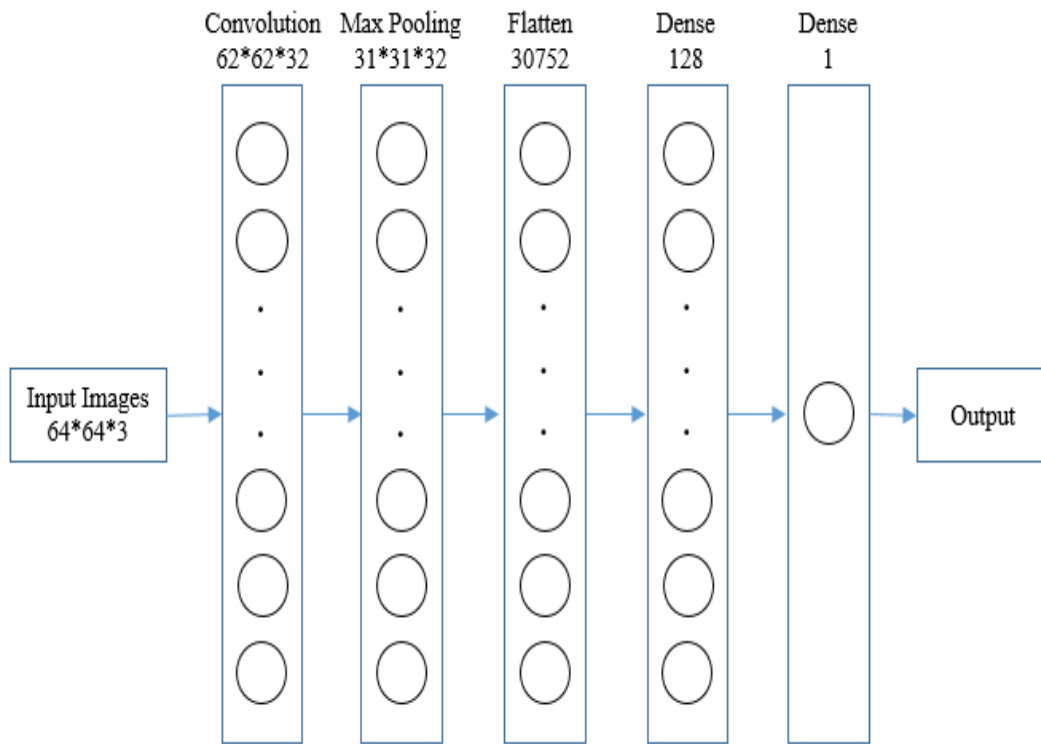 Convolution
62*62*32
Max Pooling
31*31*32
Flatten
30752
Dense
128
Dense
1
Input Images
64*64*3
Output